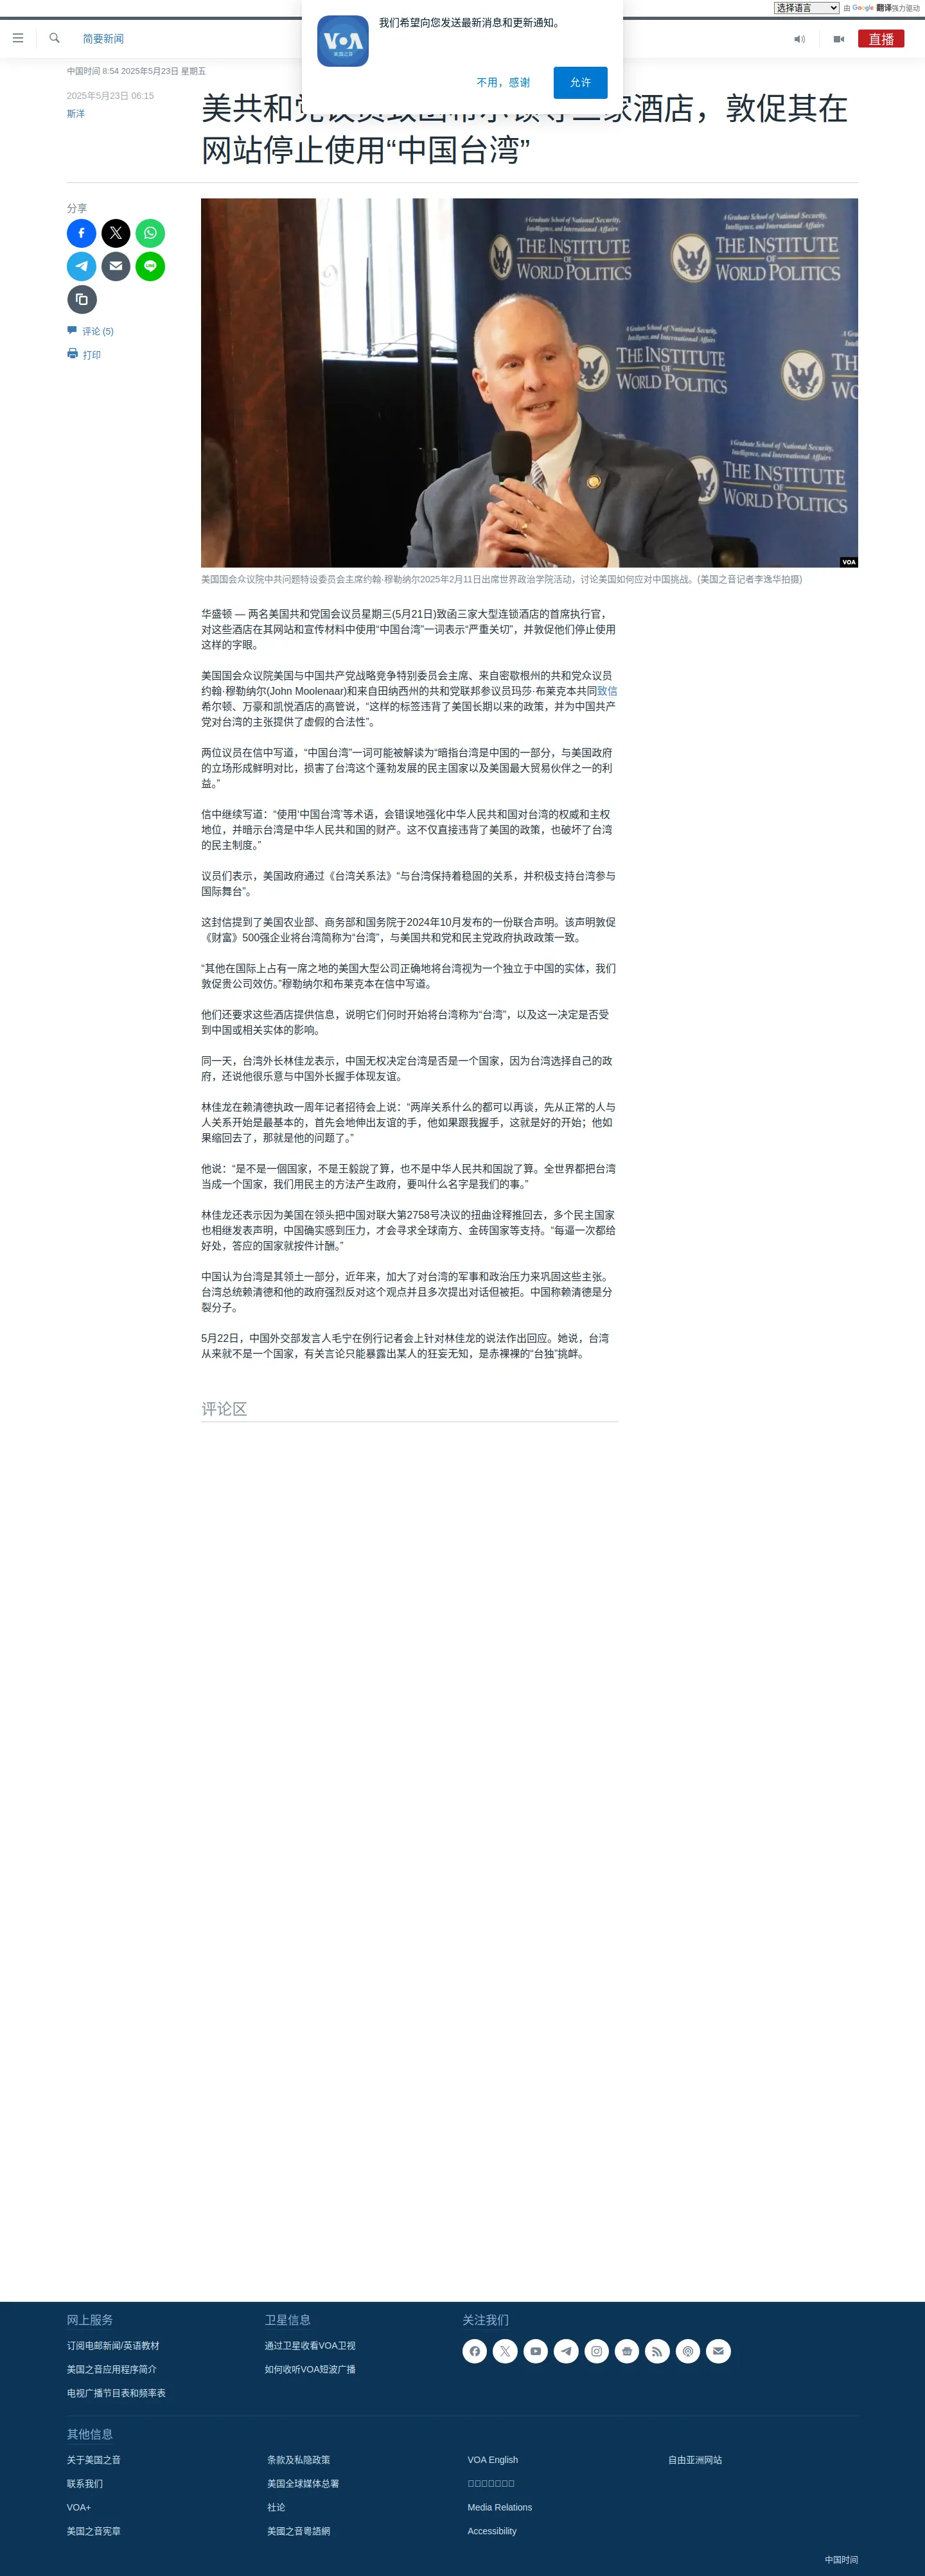 选择语言
由 Google 翻译强力驱动
简要新闻
直播
VOA
美国之音
我们希望向您发送最新消息和更新通知。
不用，感谢
允许
中国时间 8:54 2025年5月23日 星期五
2025年5月23日 06:15
斯洋
家酒店，敦促其在
网站停止使用“中国台湾”
分享
评论 (5)
打印
A Graduate School of National Security,
Intelligence, and International Affairs
THE INSTITUTE OF
WORLD POLITICS
VOA
美国国会众议院中共问题特设委员会主席约翰·穆勒纳尔2025年2月11日出席世界政治学院活动，讨论美国如何应对中国挑战。(美国之音记者李逸华拍摄)
华盛顿 — 两名美国共和党国会议员星期三(5月21日)致函三家大型连锁酒店的首席执行官，
对这些酒店在其网站和宣传材料中使用“中国台湾”一词表示“严重关切”，并敦促他们停止使用
这样的字眼。
美国国会众议院美国与中国共产党战略竞争特别委员会主席、来自密歇根州的共和党众议员
约翰·穆勒纳尔(John Moolenaar)和来自田纳西州的共和党联邦参议员玛莎·布莱克本共同致信
希尔顿、万豪和凯悦酒店的高管说，“这样的标签违背了美国长期以来的政策，并为中国共产
党对台湾的主张提供了虚假的合法性”。
两位议员在信中写道，“中国台湾”一词可能被解读为“暗指台湾是中国的一部分，与美国政府
的立场形成鲜明对比，损害了台湾这个蓬勃发展的民主国家以及美国最大贸易伙伴之一的利
益。”
信中继续写道：“使用‘中国台湾’等术语，会错误地强化中华人民共和国对台湾的权威和主权
地位，并暗示台湾是中华人民共和国的财产。这不仅直接违背了美国的政策，也破坏了台湾
的民主制度。”
议员们表示，美国政府通过《台湾关系法》“与台湾保持着稳固的关系，并积极支持台湾参与
国际舞台”。
这封信提到了美国农业部、商务部和国务院于2024年10月发布的一份联合声明。该声明敦促
《财富》500强企业将台湾简称为“台湾”，与美国共和党和民主党政府执政政策一致。
“其他在国际上占有一席之地的美国大型公司正确地将台湾视为一个独立于中国的实体，我们
敦促贵公司效仿。”穆勒纳尔和布莱克本在信中写道。
他们还要求这些酒店提供信息，说明它们何时开始将台湾称为“台湾”，以及这一决定是否受
到中国或相关实体的影响。
同一天，台湾外长林佳龙表示，中国无权决定台湾是否是一个国家，因为台湾选择自己的政
府，还说他很乐意与中国外长握手体现友谊。
林佳龙在赖清德执政一周年记者招待会上说：“两岸关系什么的都可以再谈，先从正常的人与
人关系开始是最基本的，首先会地伸出友谊的手，他如果跟我握手，这就是好的开始；他如
果缩回去了，那就是他的问题了。”
他说：“是不是一個国家，不是王毅說了算，也不是中华人民共和国說了算。全世界都把台湾
当成一个国家，我们用民主的方法产生政府，要叫什么名字是我们的事。”
林佳龙还表示因为美国在领头把中国对联大第2758号决议的扭曲诠释推回去，多个民主国家
也相继发表声明，中国确实感到压力，才会寻求全球南方、金砖国家等支持。“每逼一次都给
好处，答应的国家就按件计酬。”
中国认为台湾是其领土一部分，近年来，加大了对台湾的军事和政治压力来巩固这些主张。
台湾总统赖清德和他的政府强烈反对这个观点并且多次提出对话但被拒。中国称赖清德是分
裂分子。
5月22日，中国外交部发言人毛宁在例行记者会上针对林佳龙的说法作出回应。她说，台湾
从来就不是一个国家，有关言论只能暴露出某人的狂妄无知，是赤裸裸的“台独”挑衅。
评论区
网上服务
订阅电邮新闻/英语教材
美国之音应用程序简介
电视广播节目表和频率表
卫星信息
通过卫星收看VOA卫视
如何收听VOA短波广播
关注我们
其他信息
关于美国之音
联系我们
VOA+
美国之音宪章
条款及私隐政策
美国全球媒体总署
社论
美國之音粵語網
VOA English
Media Relations
Accessibility
自由亚洲网站
中国时间